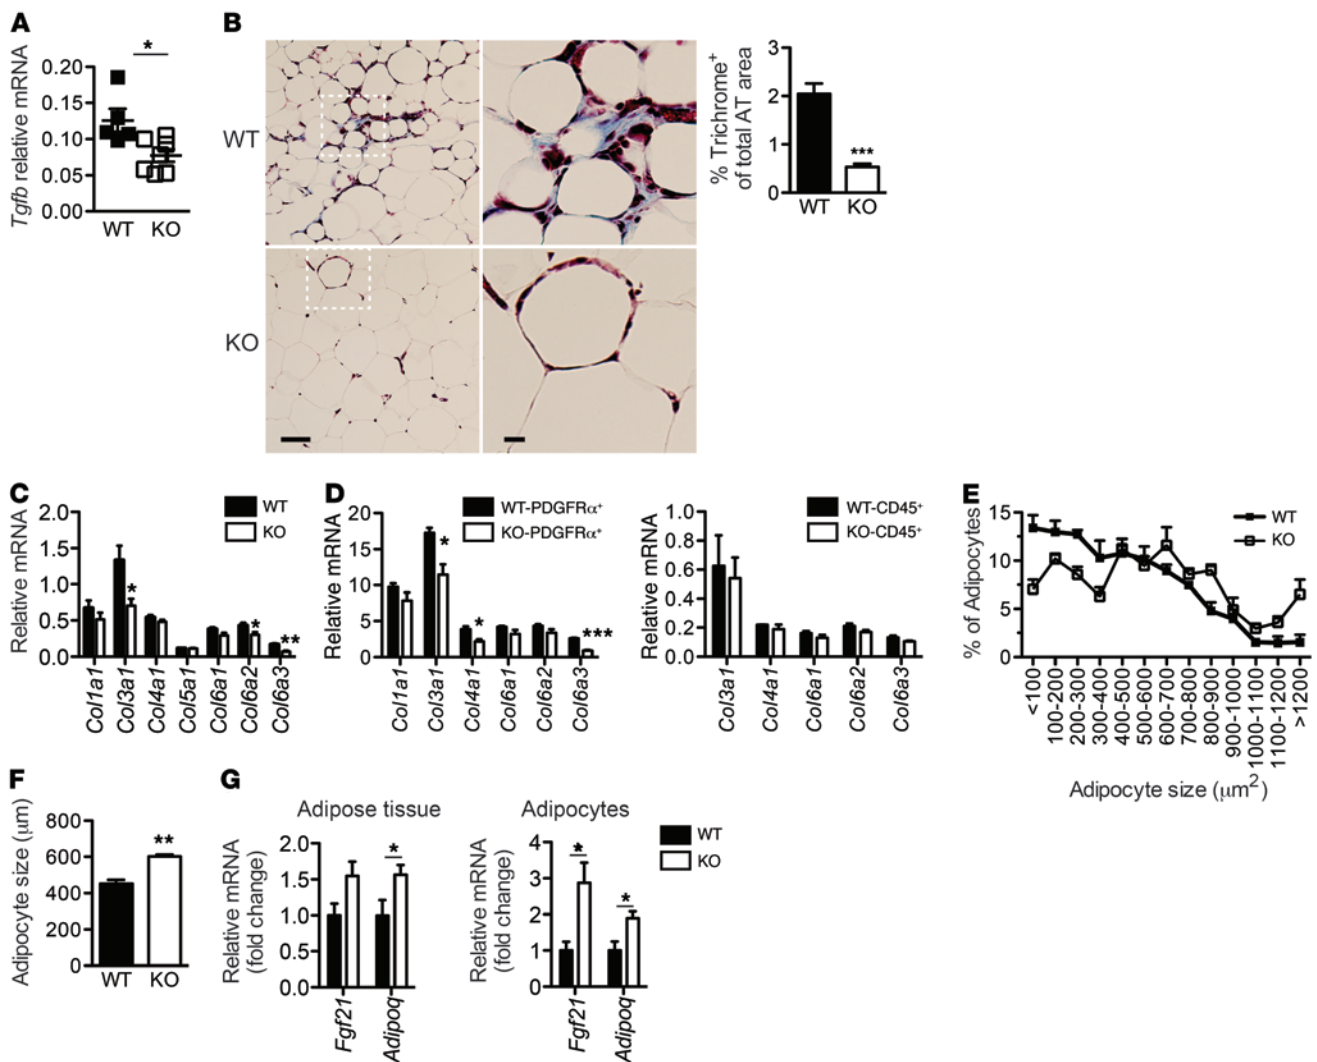 A
*
Tgfb relative mRNA
0.20
0.15
0.10
0.05
0.00
WT KO
B
WT
KO
% Trichrome⁺
of total AT area
3
2
1
0
***
WT KO
C
Relative mRNA
2.0
1.5
1.0
0.5
0.0
WT
KO
*
*
**
Col1a1
Col3a1
Col4a1
Col5a1
Col6a1
Col6a2
Col6a3
D
Relative mRNA
20
15
10
5
0
WT-PDGFRα⁺
KO-PDGFRα⁺
*
*
***
Col1a1
Col3a1
Col4a1
Col6a1
Col6a2
Col6a3
Relative mRNA
1.0
0.8
0.6
0.4
0.2
0.0
WT-CD45⁺
KO-CD45⁺
Col3a1
Col4a1
Col6a1
Col6a2
Col6a3
E
% of Adipocytes
15
10
5
0
WT
KO
<100
100-200
200-300
300-400
400-500
500-600
600-700
700-800
800-900
900-1000
1000-1100
1100-1200
>1200
Adipocyte size (μm²)
F
Adipocyte size (μm)
800
600
400
200
0
**
WT KO
G
Adipose tissue
Relative mRNA
(fold change)
2.0
1.5
1.0
0.5
0.0
*
Fgf21
Adipoq
Adipocytes
Relative mRNA
(fold change)
4
3
2
1
0
*
*
Fgf21
Adipoq
WT
KO